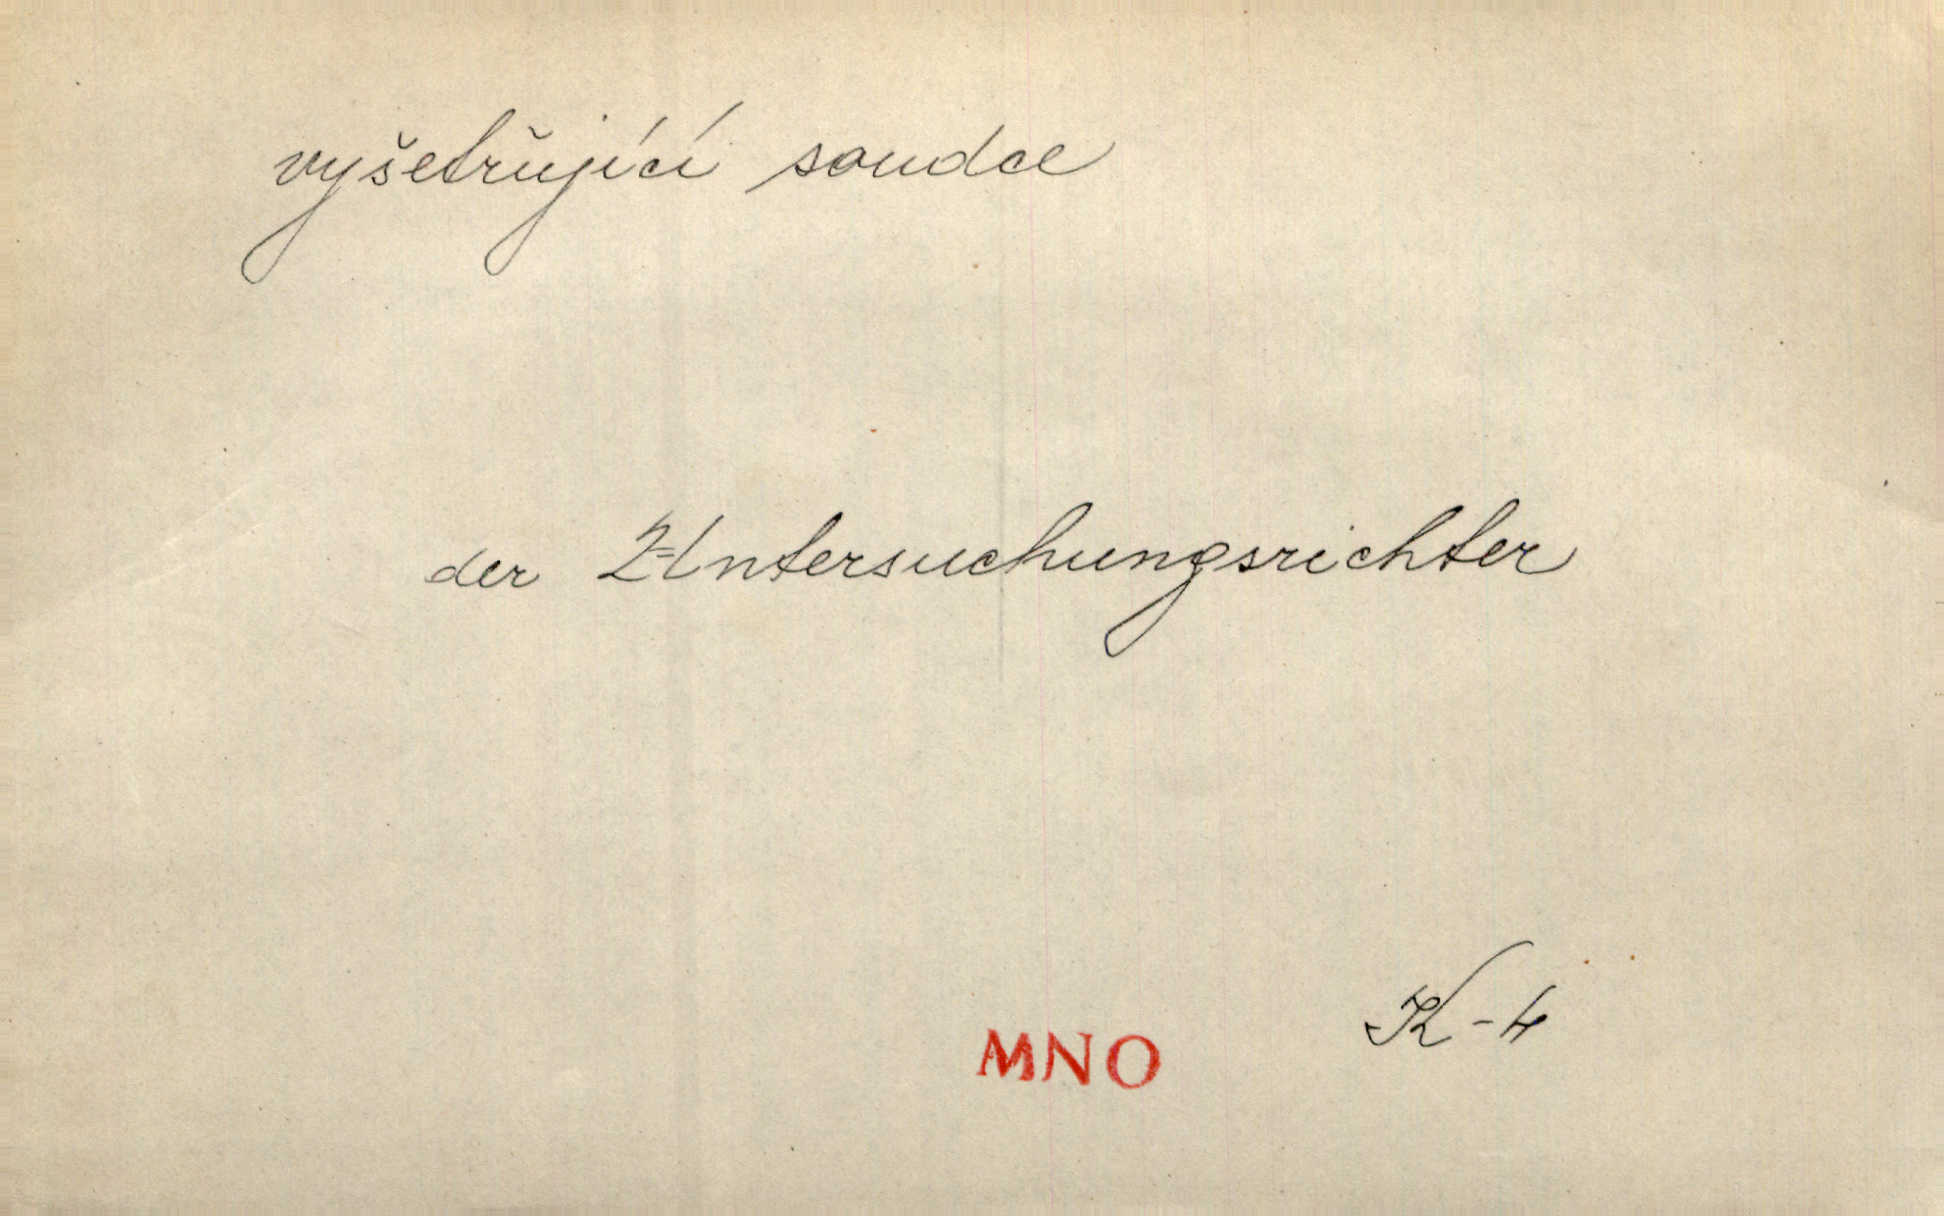 vyšetřující soudce
der Untersuchungsrichter
K-4
MNO